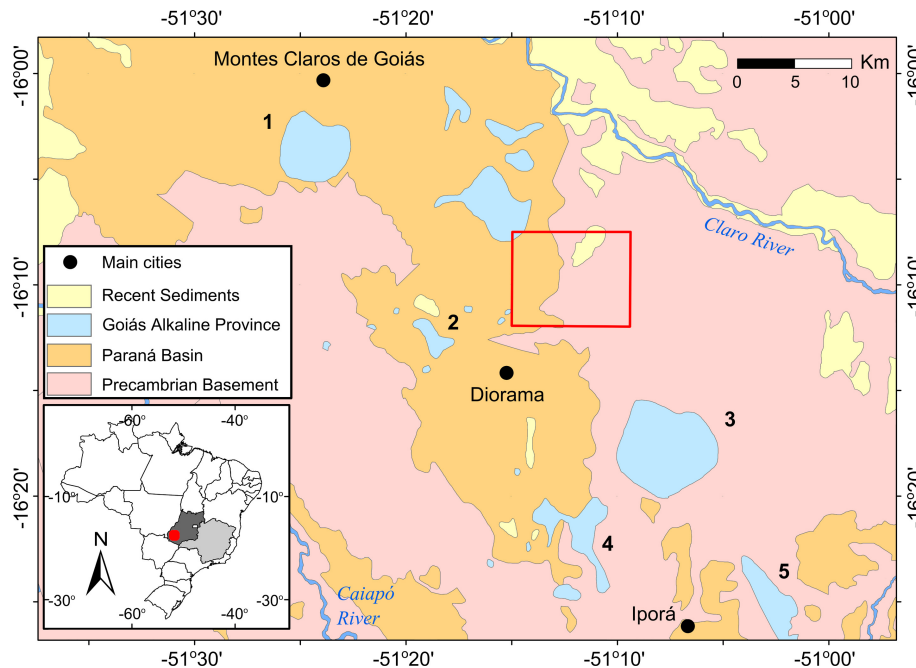 -51°30' -51°20' -51°10' -51°00'
-16°00' -16°00'
Montes Claros de Goiás
Km
0 5 10
1
Claro River
-16°10' -16°10'
Main cities
Recent Sediments
Goiás Alkaline Province
Paraná Basin
Precambrian Basement
2
Diorama
3
-60° -40°
-10° -10°
-16°20' -16°20'
N
4
5
-30° -30°
-60° -40°
Caiapó
River
Iporá
-51°30' -51°20' -51°10' -51°00'